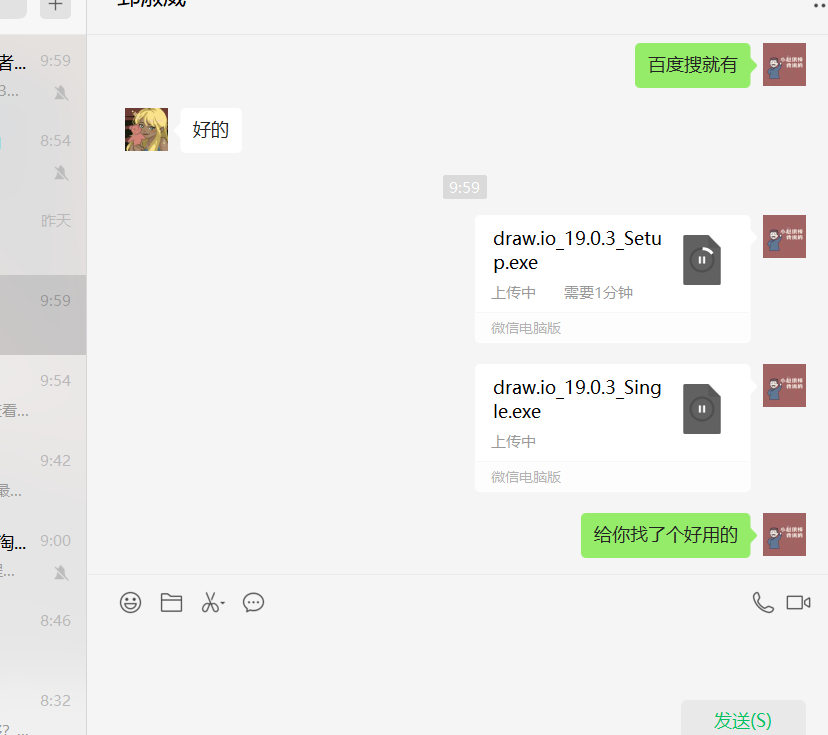 者...
9:59
3...
8:54
昨天
9:59
9:54
看...
9:42
最...
淘...
9:00
8:46
8:32
百度搜就有
好的
9:59
draw.io_19.0.3_Setu
p.exe
上传中 需要1分钟
微信电脑版
draw.io_19.0.3_Sing
le.exe
上传中
微信电脑版
给你找了个好用的
发送(S)